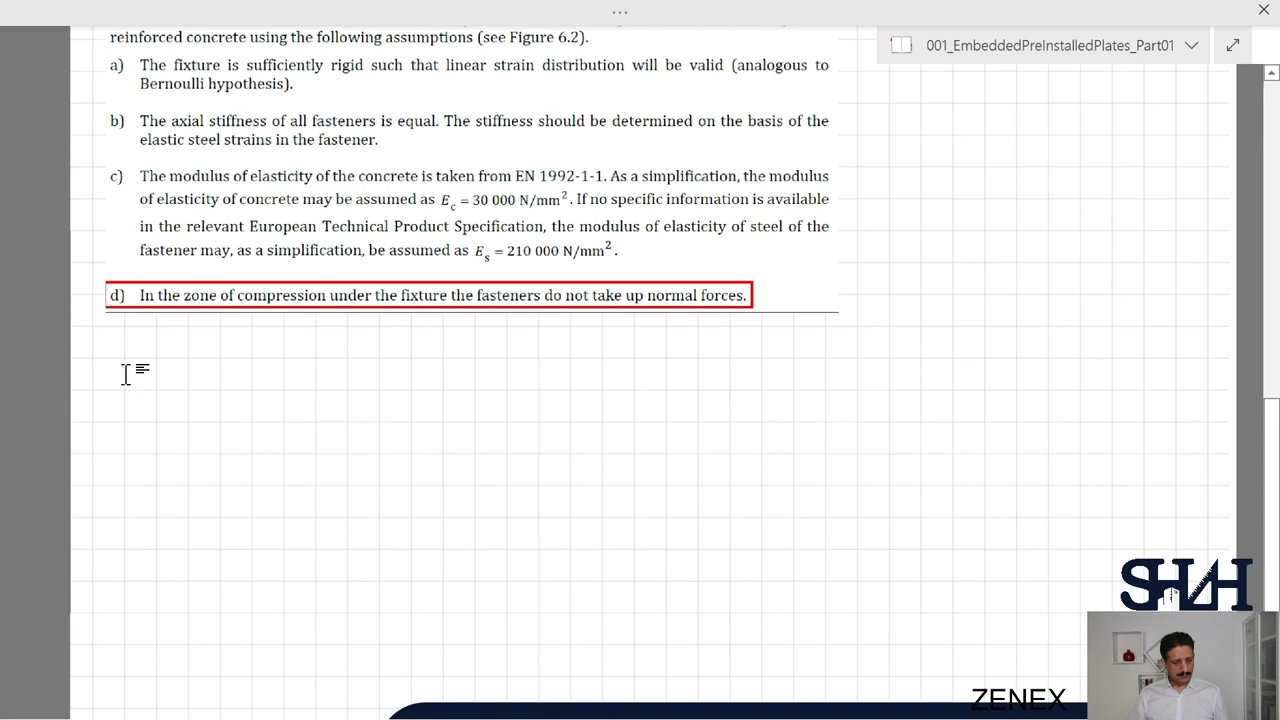 reinforced concrete using the following assumptions (see Figure 6.2).
001_EmbeddedPreInstalledPlates_Part01
a) The fixture is sufficiently rigid such that linear strain distribution will be valid (analogous to
Bernoulli hypothesis).
b) The axial stiffness of all fasteners is equal. The stiffness should be determined on the basis of the
elastic steel strains in the fastener.
c) The modulus of elasticity of the concrete is taken from EN 1992-1-1. As a simplification, the modulus
of elasticity of concrete may be assumed as E_c = 30 000 N/mm². If no specific information is available
in the relevant European Technical Product Specification, the modulus of elasticity of steel of the
fastener may, as a simplification, be assumed as E_s = 210 000 N/mm².
d) In the zone of compression under the fixture the fasteners do not take up normal forces.
ZENEX